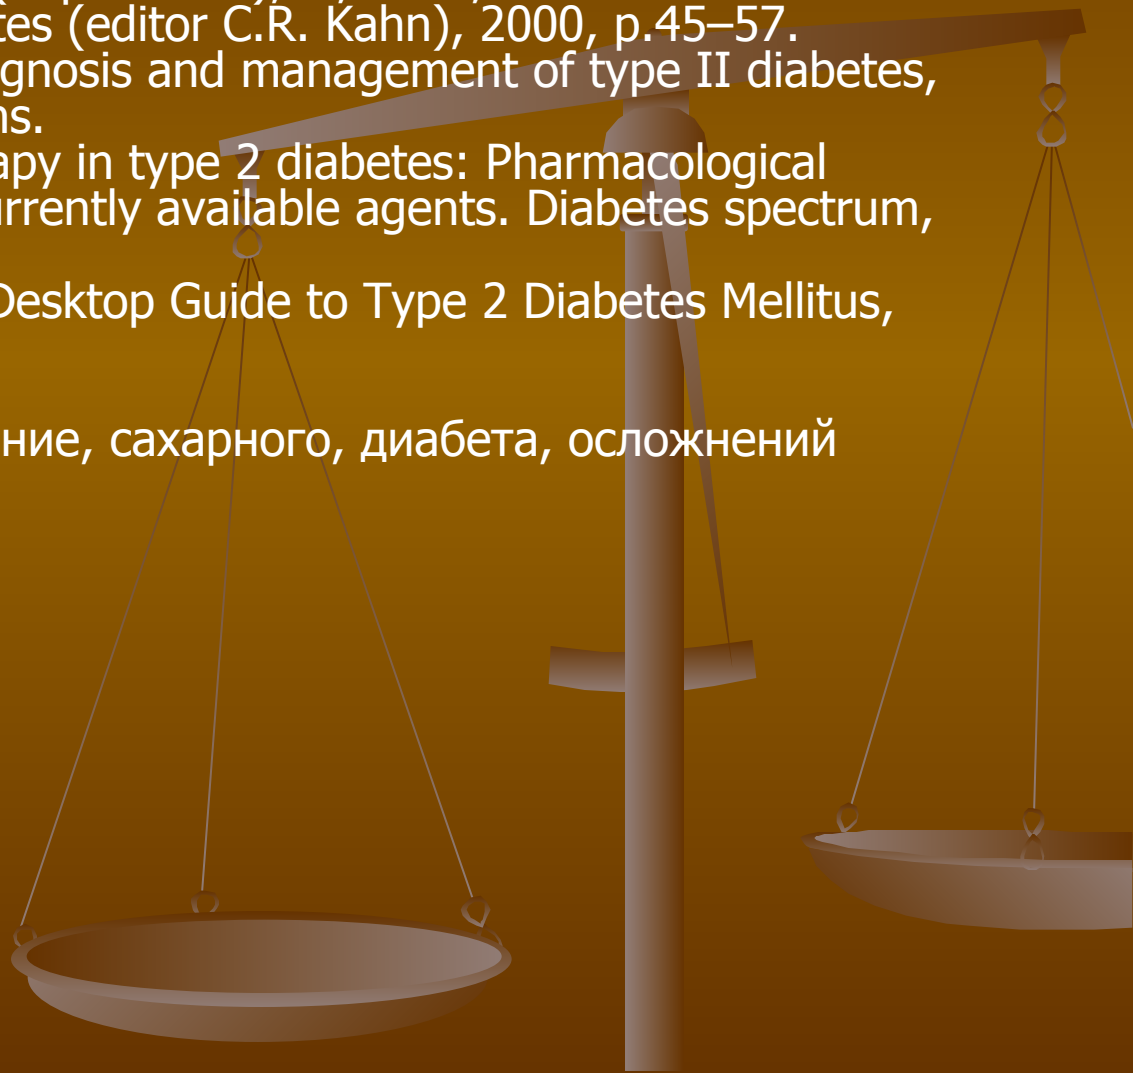 tes (editor C.R. Kahn), 2000, p.45–57.
gnosis and management of type II diabetes,
ns.
apy in type 2 diabetes: Pharmacological
urrently available agents. Diabetes spectrum,
Desktop Guide to Type 2 Diabetes Mellitus,
ние, сахарного, диабета, осложнений